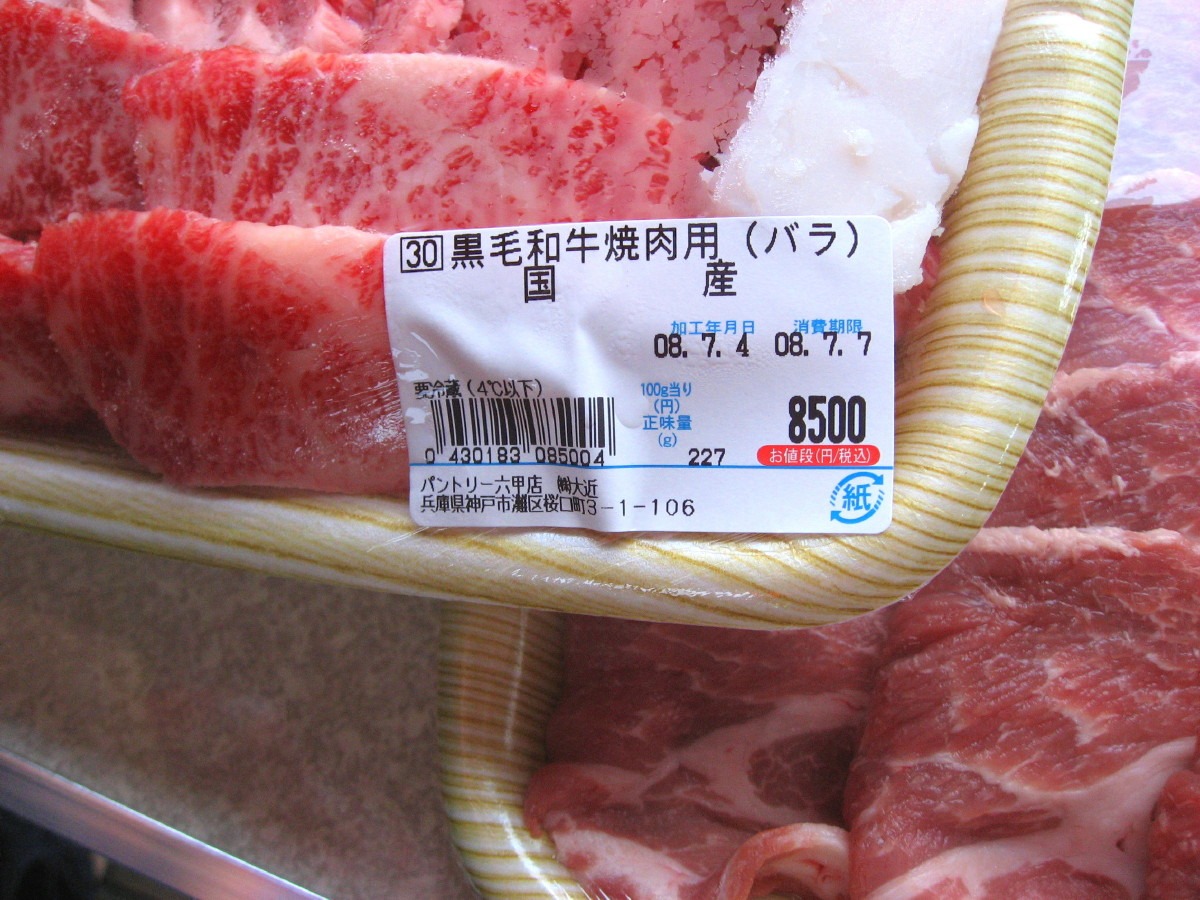 30 黒毛和牛焼肉用(バラ)
国 産
加工年月日 消費期限
08.7.4 08.7.7
要冷蔵(4℃以下)
100g当り
(円)
正味量
(g)
8500
0 430183 085004
227
お値段(円/税込)
パントリー六甲店 ㈱大近
兵庫県神戸市灘区桜口町3-1-106
紙